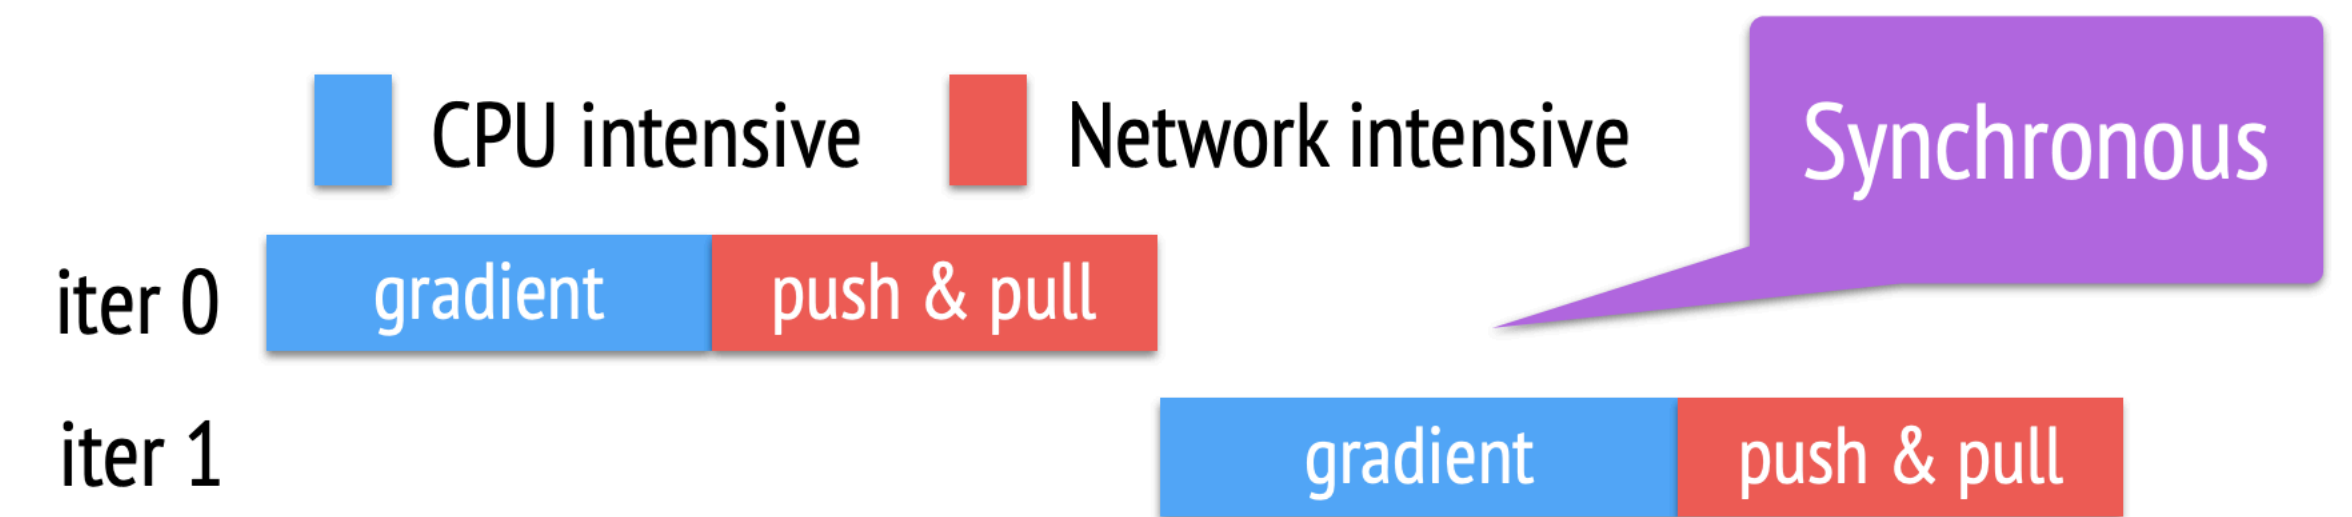 CPU intensive
Network intensive
Synchronous
iter 0
gradient
push & pull
iter 1
gradient
push & pull